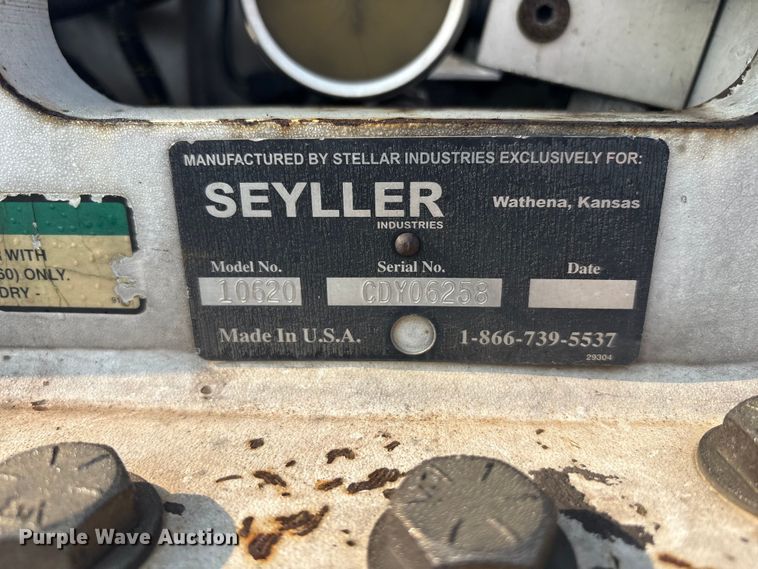 MANUFACTURED BY STELLAR INDUSTRIES EXCLUSIVELY FOR:
SEYLLER
INDUSTRIES
Wathena, Kansas
Model No. Serial No. Date
10620 CDY06258
Made In U.S.A. 1-866-739-5537
29304
WITH
60) ONLY.
DRY -
Purple Wave Auction